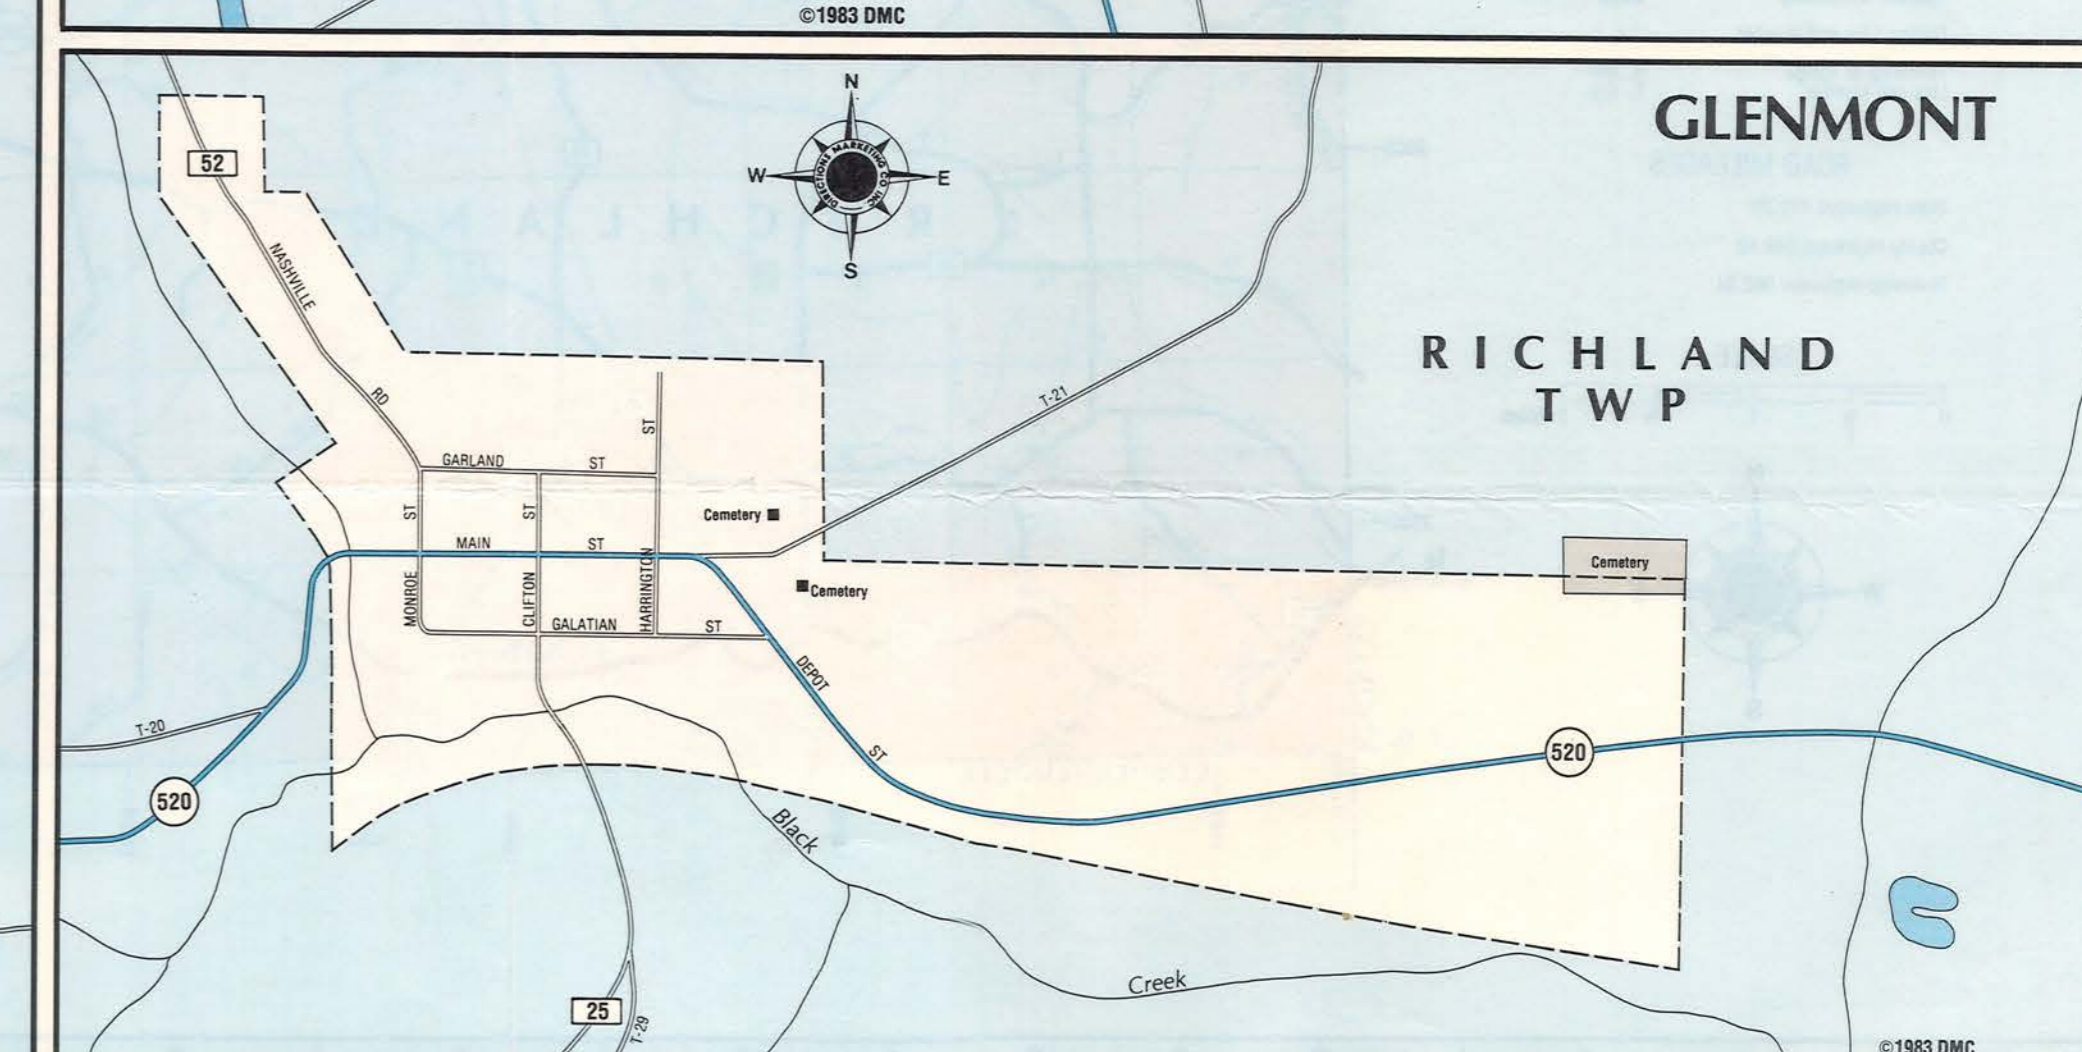 ©1983 DMC
GLENMONT
N
W
E
S
DIRECTIONS MARKETING CO INC
52
NASHVILLE
RD
RICHLAND
TWP
T-21
ST
GARLAND ST
ST
ST
Cemetery
MAIN ST
Cemetery
Cemetery
MONROE
CLIFTON
HARRINGTON
GALATIAN ST
DEPOT
ST
T-20
520
520
Black
Creek
25
T-29
©1983 DMC